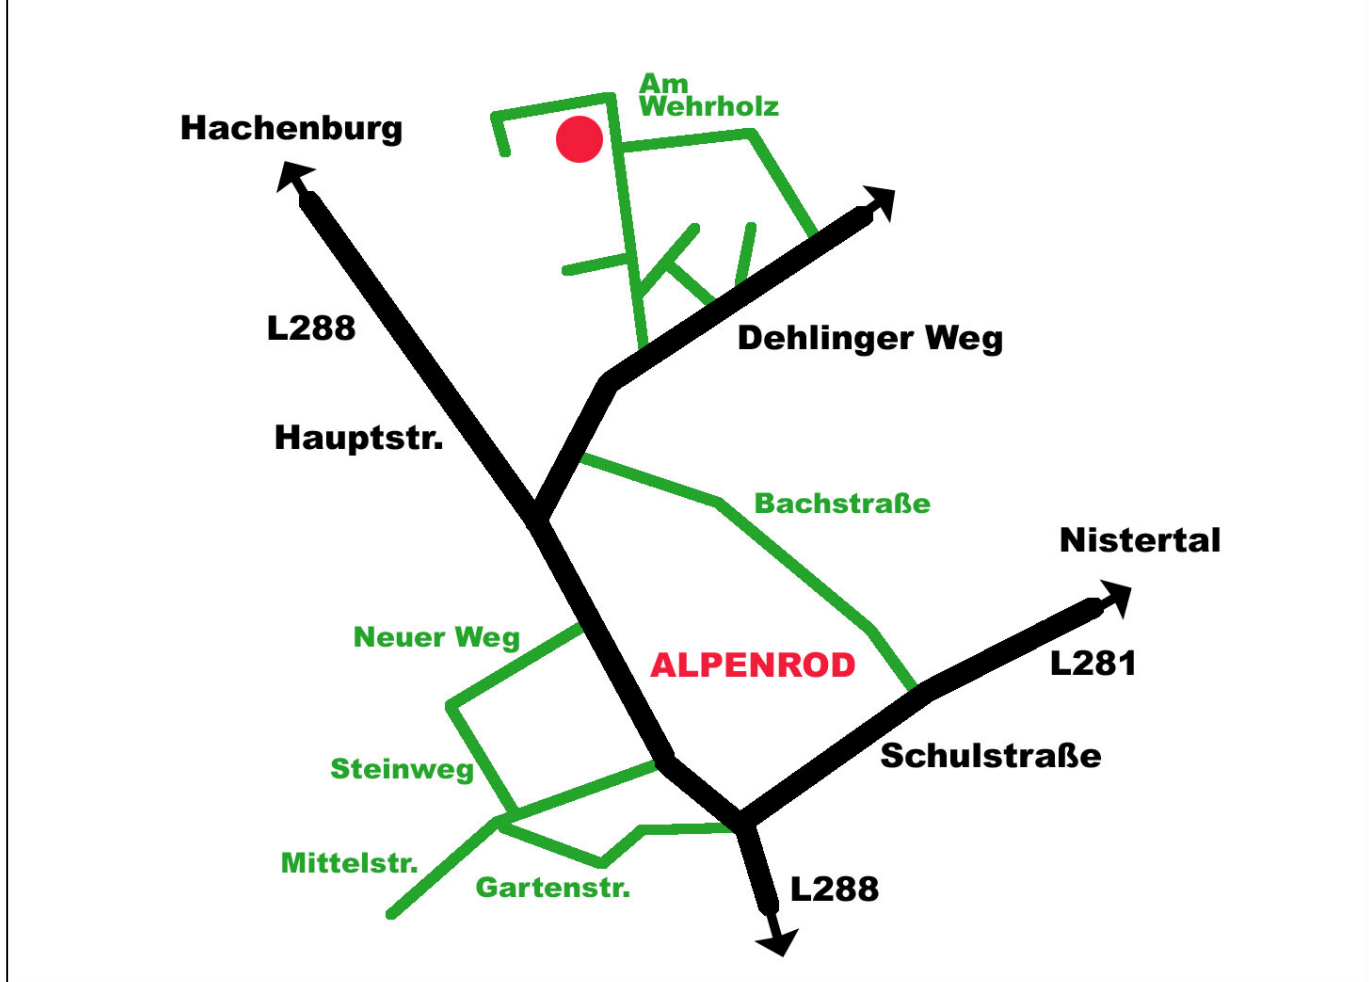 Am
Wehrholz
Hachenburg
L288
Dehlinger Weg
Hauptstr.
Bachstraße
Nistertal
Neuer Weg
ALPENROD
L281
Schulstraße
Steinweg
Mittelstr.
Gartenstr.
L288